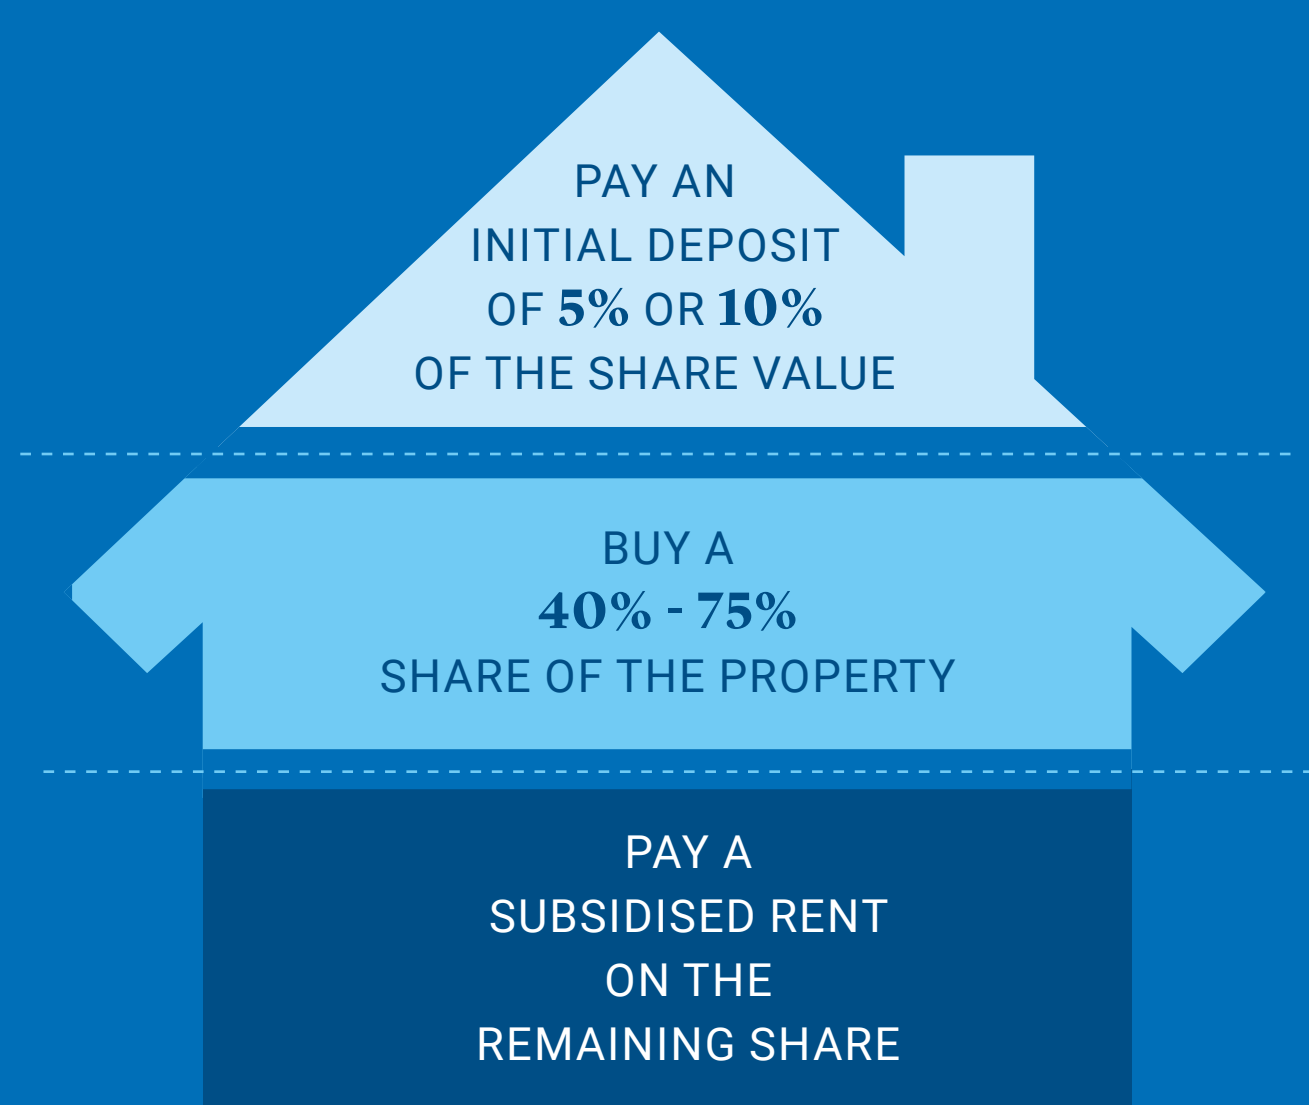 PAY AN
INITIAL DEPOSIT
OF 5% OR 10%
OF THE SHARE VALUE
BUY A
40% - 75%
SHARE OF THE PROPERTY
PAY A
SUBSIDISED RENT
ON THE
REMAINING SHARE